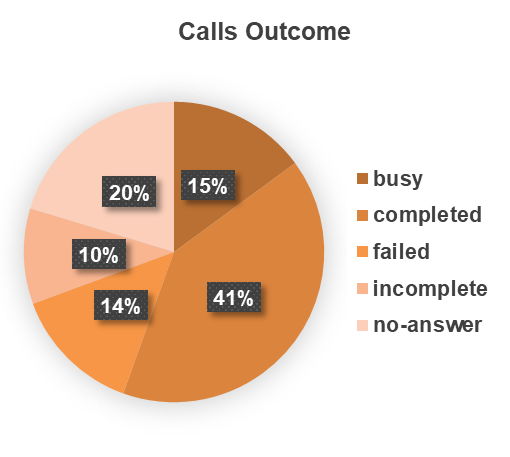 Calls Outcome
20%
15%
10%
14%
41%
busy
completed
failed
incomplete
no-answer